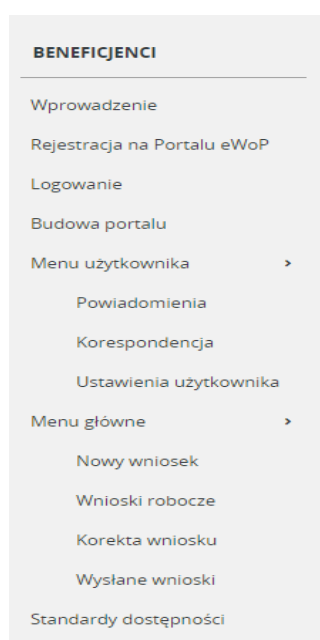 BENEFICJENCI
Wprowadzenie
Rejestracja na Portalu eWoP
Logowanie
Budowa portalu
Menu użytkownika >
Powiadomienia
Korespondencja
Ustawienia użytkownika
Menu główne >
Nowy wniosek
Wnioski robocze
Korekta wniosku
Wysłane wnioski
Standardy dostępności